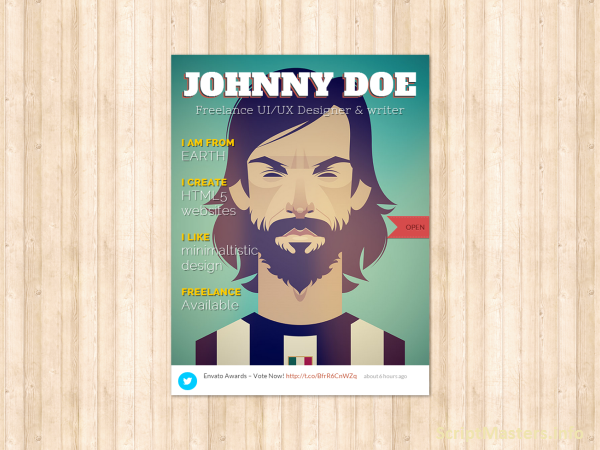 JOHNNY DOE
Freelance UI/UX Designer & writer
I AM FROM
EARTH
I CREATE
HTML5
websites
I LIKE
minimaltistic
design
OPEN
FREELANCE
Available
Envato Awards – Vote Now! http://t.co/BfrR6CnWZq about 6 hours ago